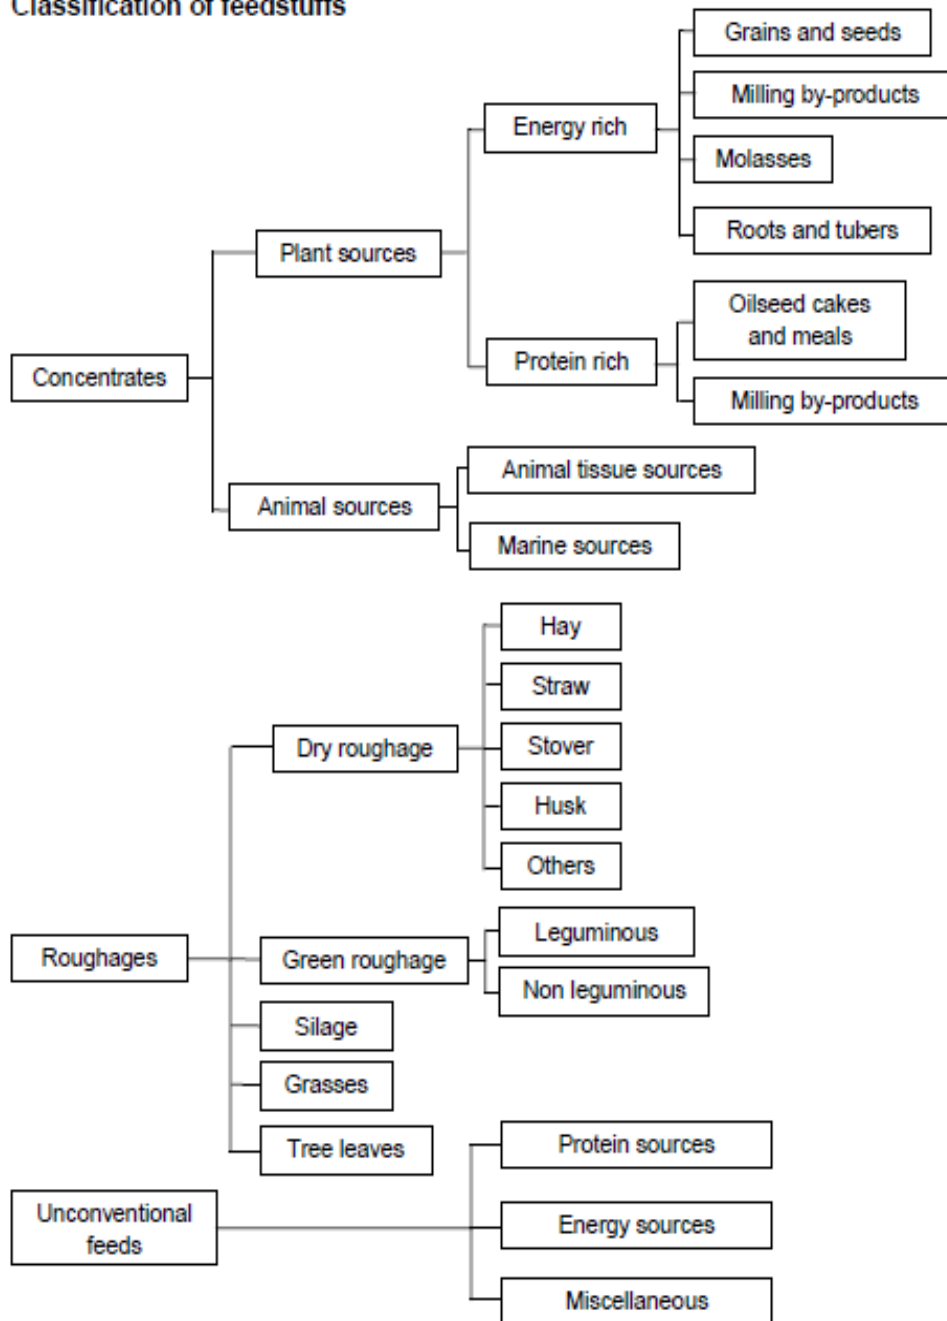 Classification of feedstuffs
Grains and seeds
Milling by-products
Energy rich
Molasses
Roots and tubers
Plant sources
Oilseed cakes
and meals
Protein rich
Concentrates
Milling by-products
Animal tissue sources
Animal sources
Marine sources
Hay
Straw
Dry roughage
Stover
Husk
Others
Leguminous
Roughages
Green roughage
Non leguminous
Silage
Grasses
Tree leaves
Protein sources
Unconventional
feeds
Energy sources
Miscellaneous